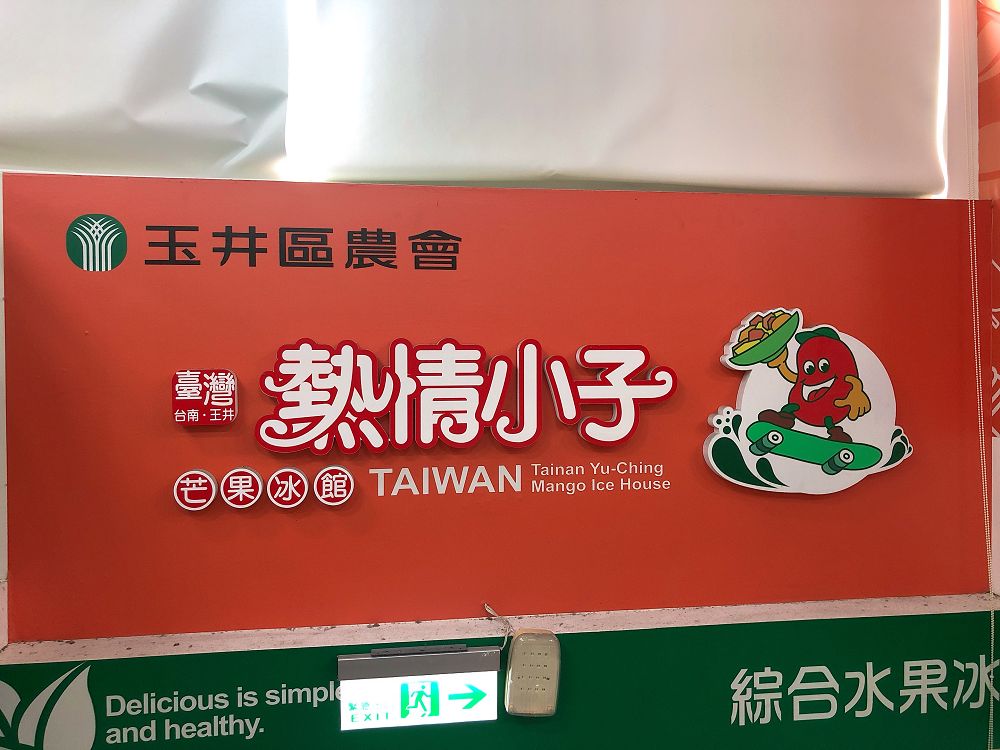 玉井區農會
臺灣
台南·玉井
熱情小子
芒果冰館
TAIWAN
Tainan Yu-Ching
Mango Ice House
Delicious is simple
and healthy.
EXIT
綜合水果冰